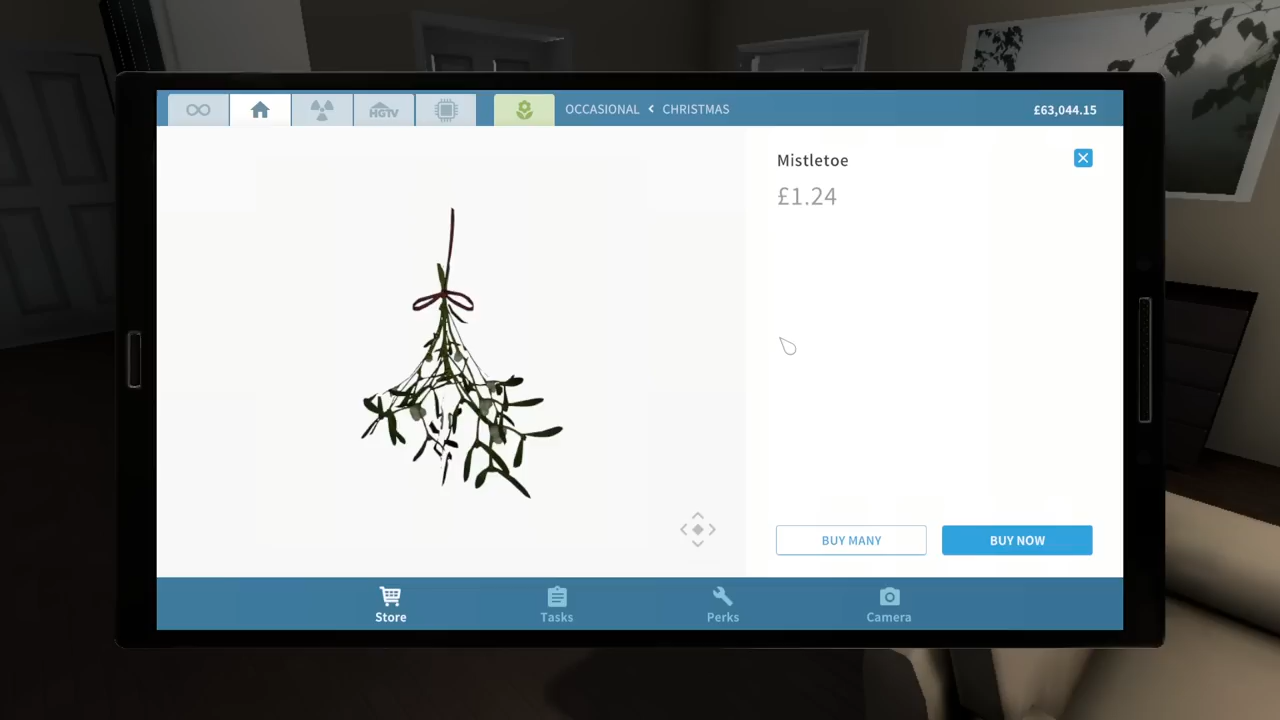 HGTV
OCCASIONAL < CHRISTMAS
£63,044.15
Mistletoe
£1.24
BUY MANY
BUY NOW
Store
Tasks
Perks
Camera